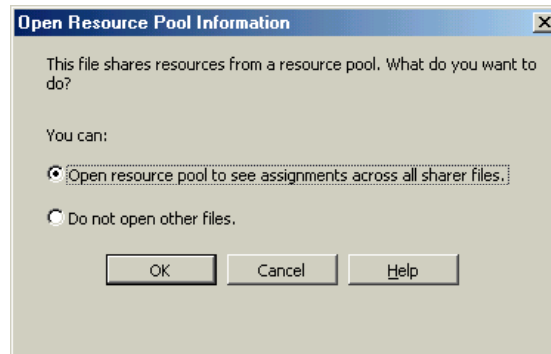 Open Resource Pool Information
This file shares resources from a resource pool. What do you want to
do?
You can:
Open resource pool to see assignments across all sharer files.
Do not open other files.
OK Cancel Help